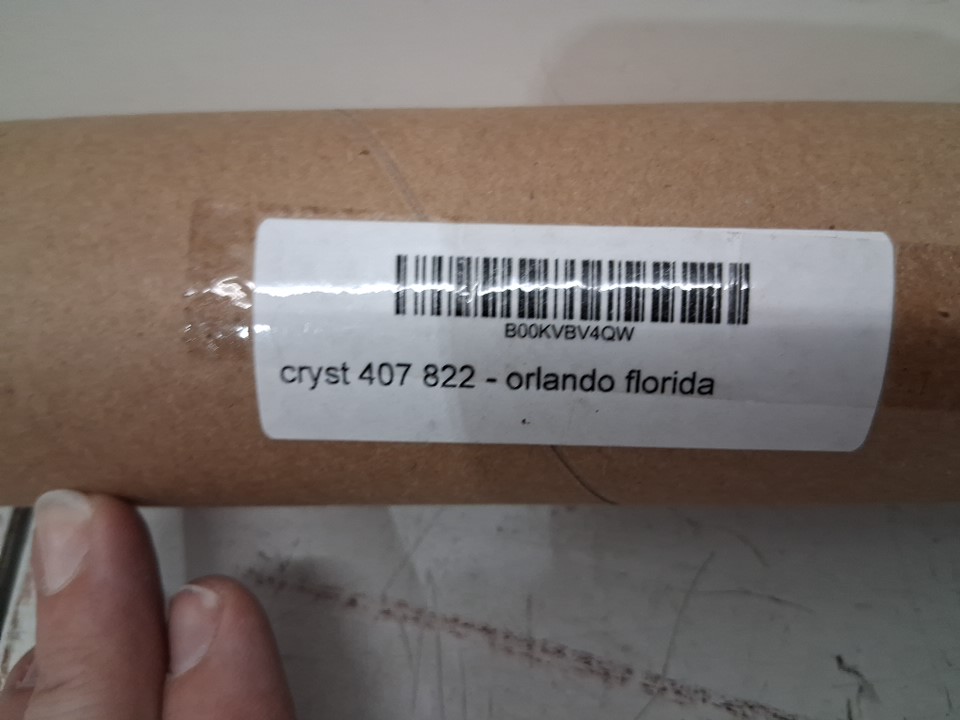 B00KVBV4QW
cryst 407 822 - orlando florida